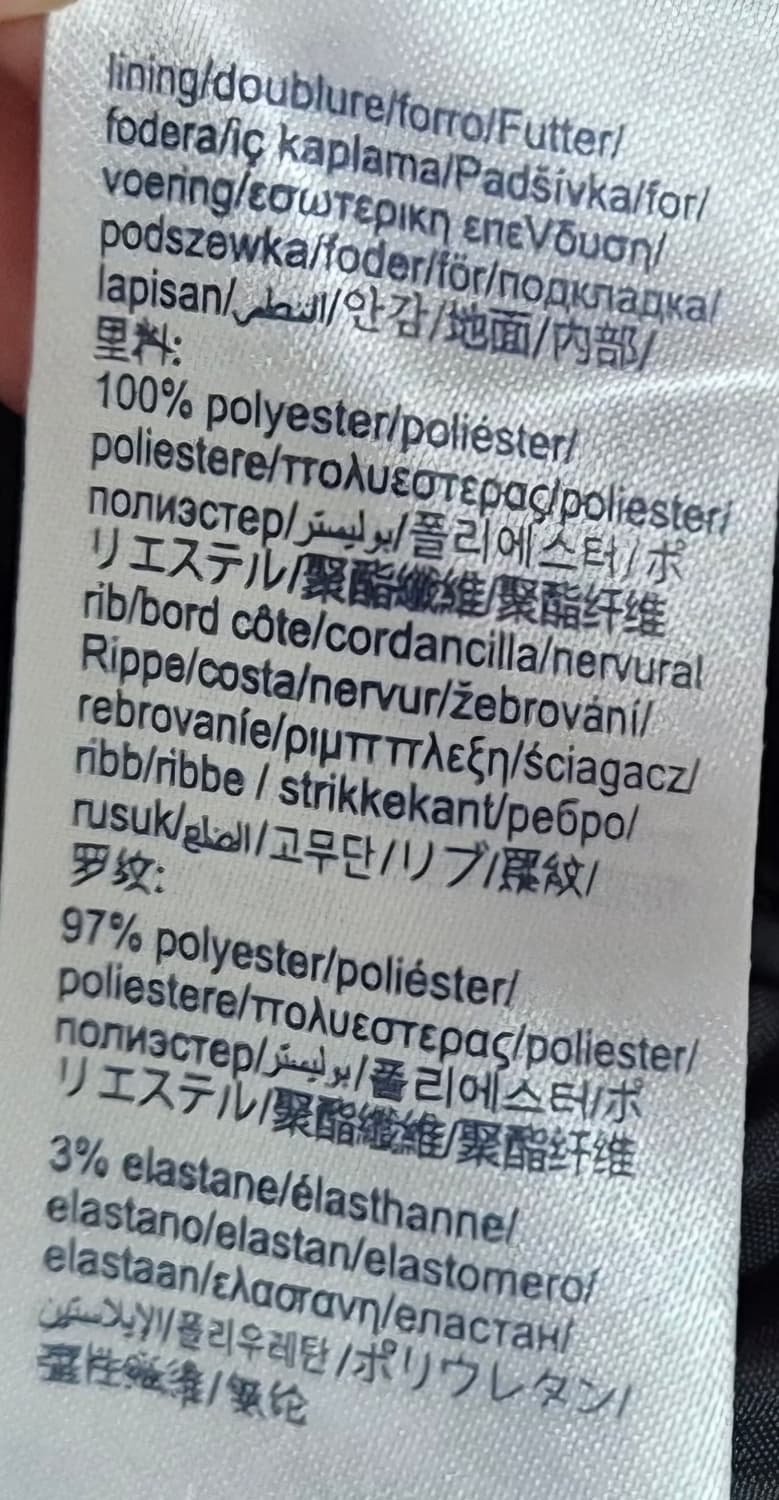 lining/doublure/forro/Futter/
fodera/iç kaplama/Padšívka/for/
voering/εσωτερικη επεVδυση/
podszewka/foder/för/подкладка/
lapisan/التبطين/안감/地面/内部/
里料:
100% polyester/poliéster/
poliestere/πολυεστερας/poliester/
полиэстер/بوليستر/폴리에스터/ポ
リエステル/聚酯纖維/聚酯纤维
rib/bord côte/cordancilla/nervural
Rippe/costa/nervur/žebrování/
rebrovaníe/ριμπ πλεξη/ściagacz/
ribb/ribbe / strikkekant/ребро/
rusuk/الضلع/고무단/リブ/羅紋/
罗纹:
97% polyester/poliéster/
poliestere/πολυεστερας/poliester/
полиэстер/بوليستر/폴리에스터/ポ
リエステル/聚酯纖維/聚酯纤维
3% elastane/élasthanne/
elastano/elastan/elastomero/
elastaan/ελαστανη/епастан/
الإيلاستين/폴리우레탄/ポリウレタン/
彈性纖維/氨纶